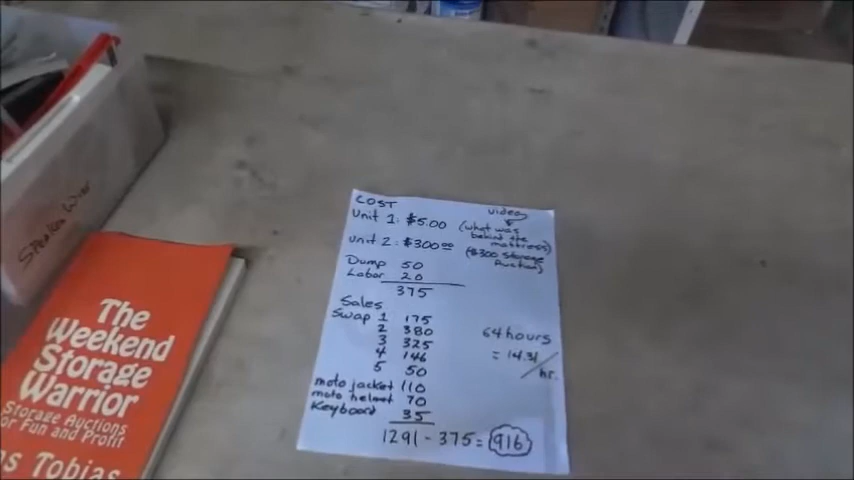 COST
Unit 1: $5.00
video
(what was
behind the
mattress)
Unit 2: $300.00
($300 Storage
Auction)
Dump 50
Labor 20
375
Sales
Swap 1 175
2 380
3 325
4 146
5 50
moto jacket 110
moto helmet 70
Keyboard 35
1291 - 375 = 916
64 hours
= 14.31/hr.
Speaker Wire
The
Weekend
Storage
Warrior
Storage Auctions
for Fun and Profit
Tobias